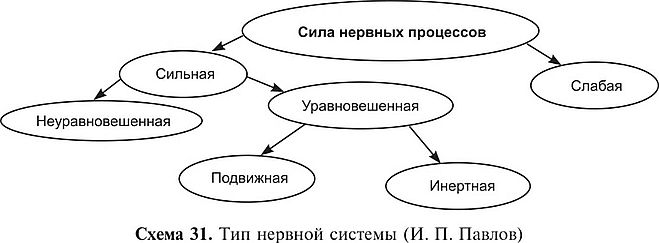 Сила нервных процессов
Сильная
Слабая
Неуравновешенная
Уравновешенная
Подвижная
Инертная
Схема 31. Тип нервной системы (И. П. Павлов)